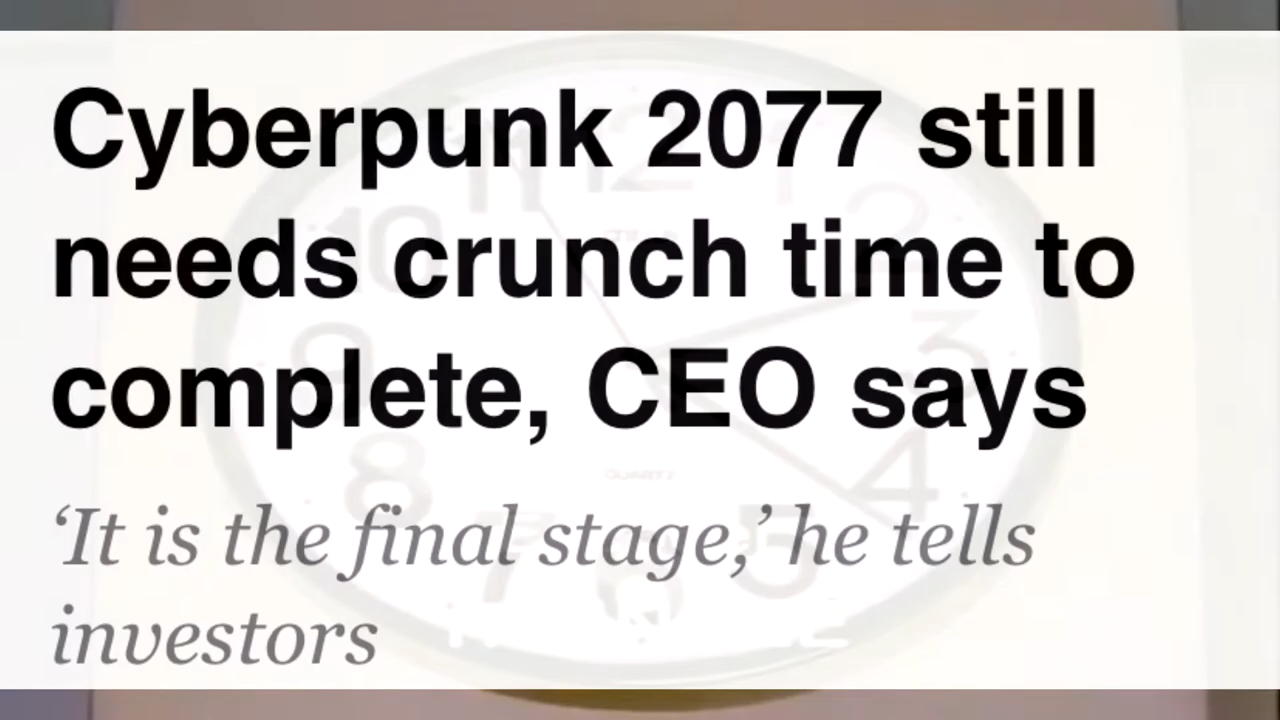 Cyberpunk 2077 still
needs crunch time to
complete, CEO says
‘It is the final stage,’ he tells
investors